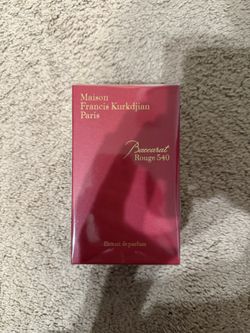 Maison
Francis Kurkdjian
Paris
Baccarat
Rouge 540
Extrait de parfum